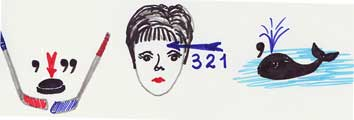 , ,,
321
,